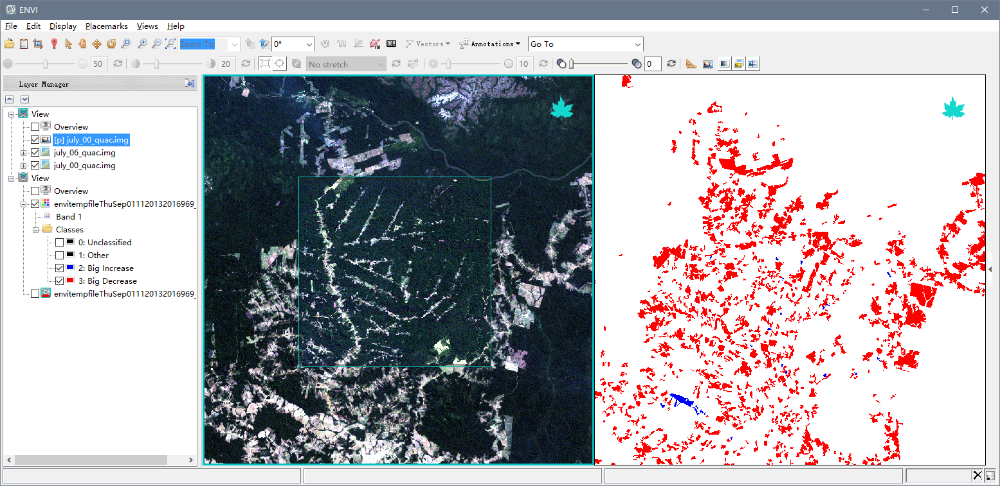 ENVI
File Edit Display Placemarks Views Help
Zoom To 0° Vectors Annotations Go To
50 20 No stretch 10 0
Layer Manager
View
Overview
[p] july_00_quac.img
july_06_quac.img
july_00_quac.img
View
Overview
envitempfileThuSep011120132016969_
Band 1
Classes
0: Unclassified
1: Other
2: Big Increase
3: Big Decrease
envitempfileThuSep011120132016969_